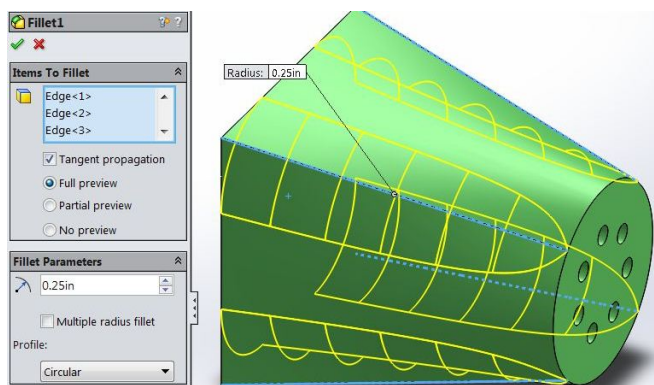 Fillet1
Items To Fillet
Edge<1>
Edge<2>
Edge<3>
Tangent propagation
Full preview
Partial preview
No preview
Fillet Parameters
0.25in
Multiple radius fillet
Profile:
Circular
Radius: 0.25in